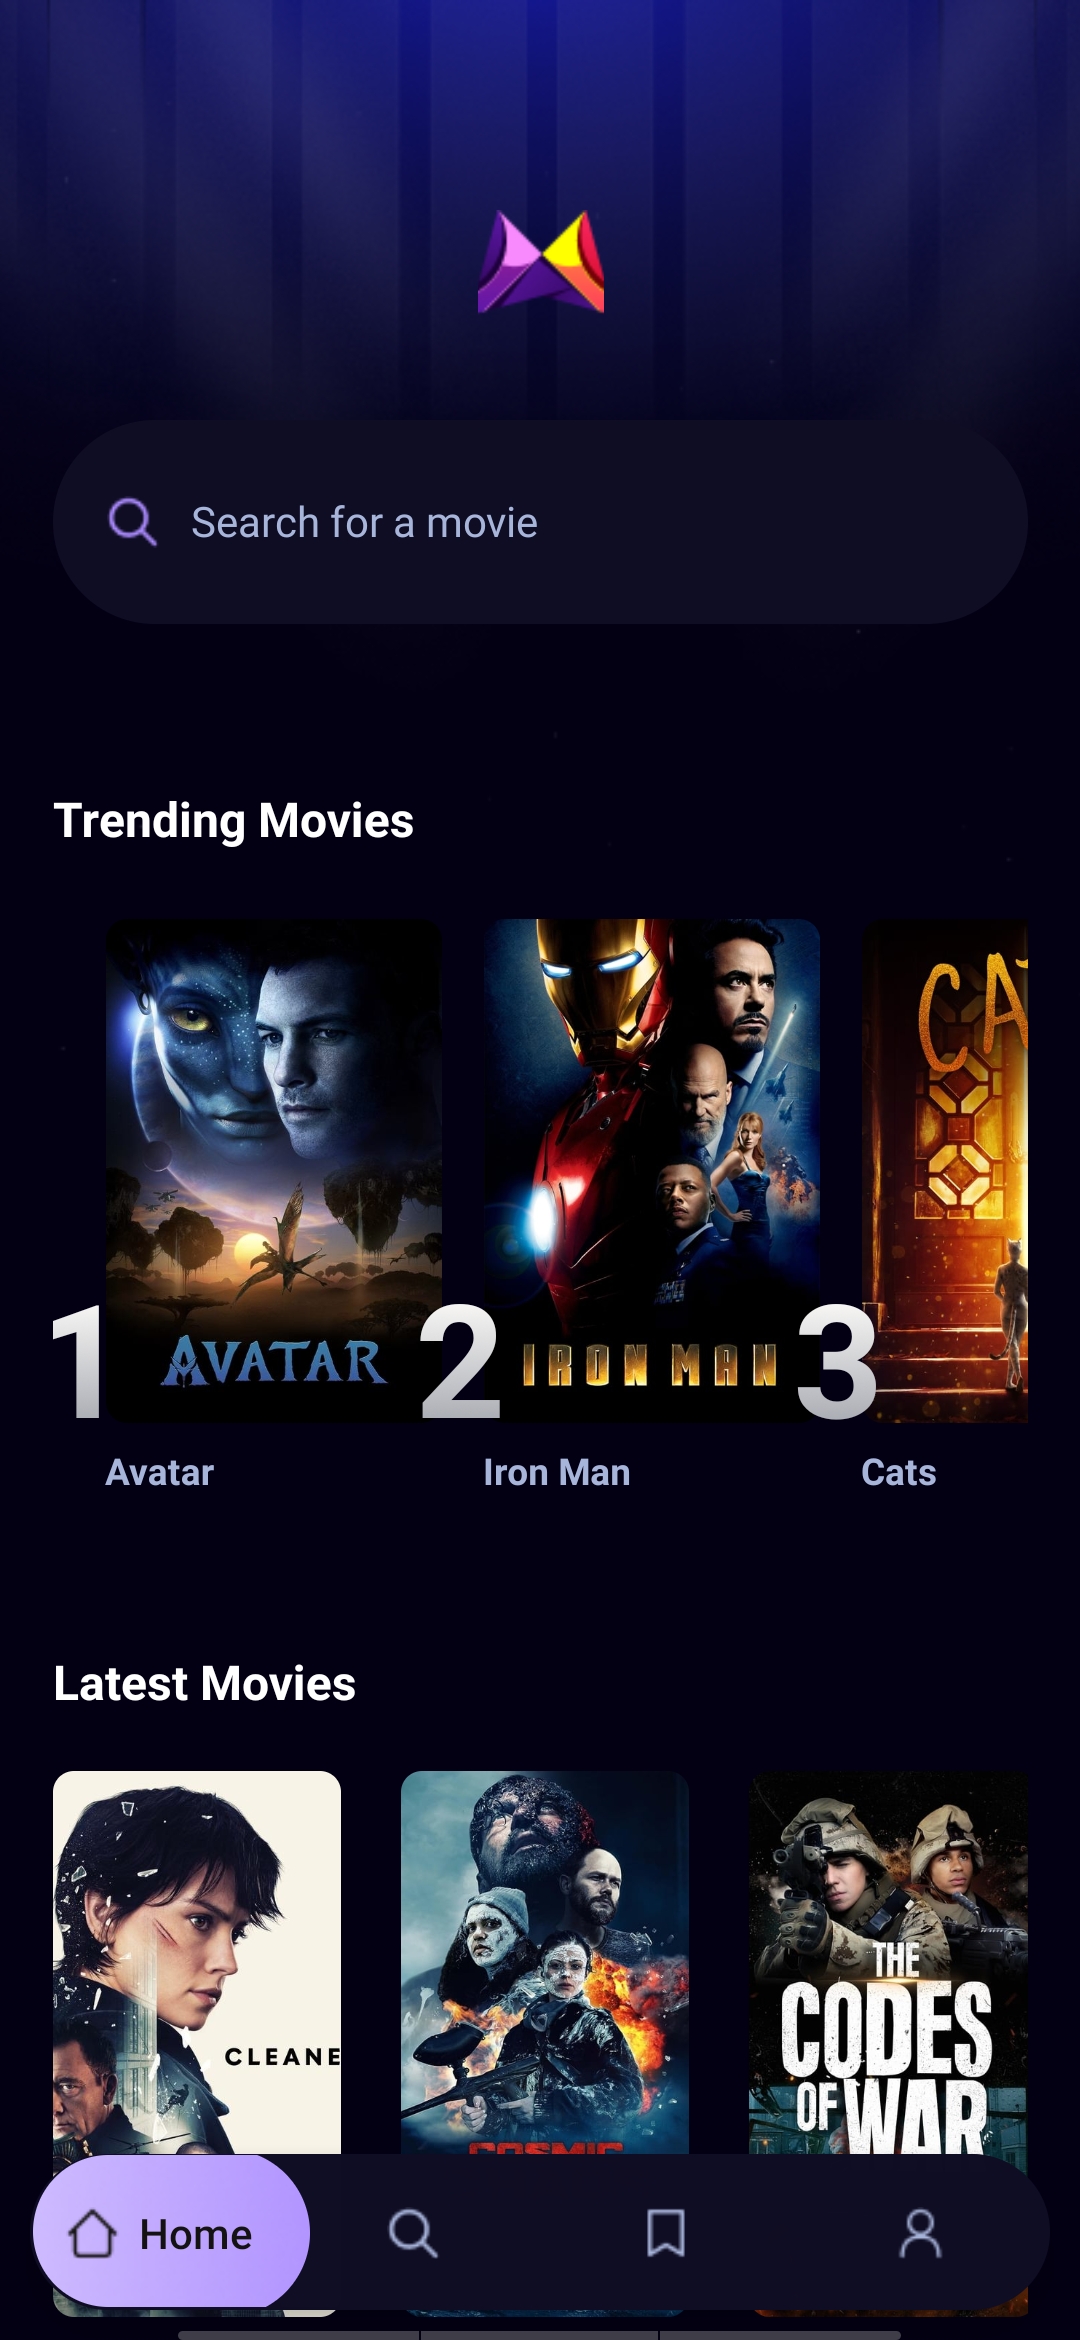 Search for a movie
Trending Movies
CA
AVATAR
IRON MAN
1
2
3
Avatar
Iron Man
Cats
Latest Movies
CLEANE
COSMIC
THE
CODES
OF WAR
Home